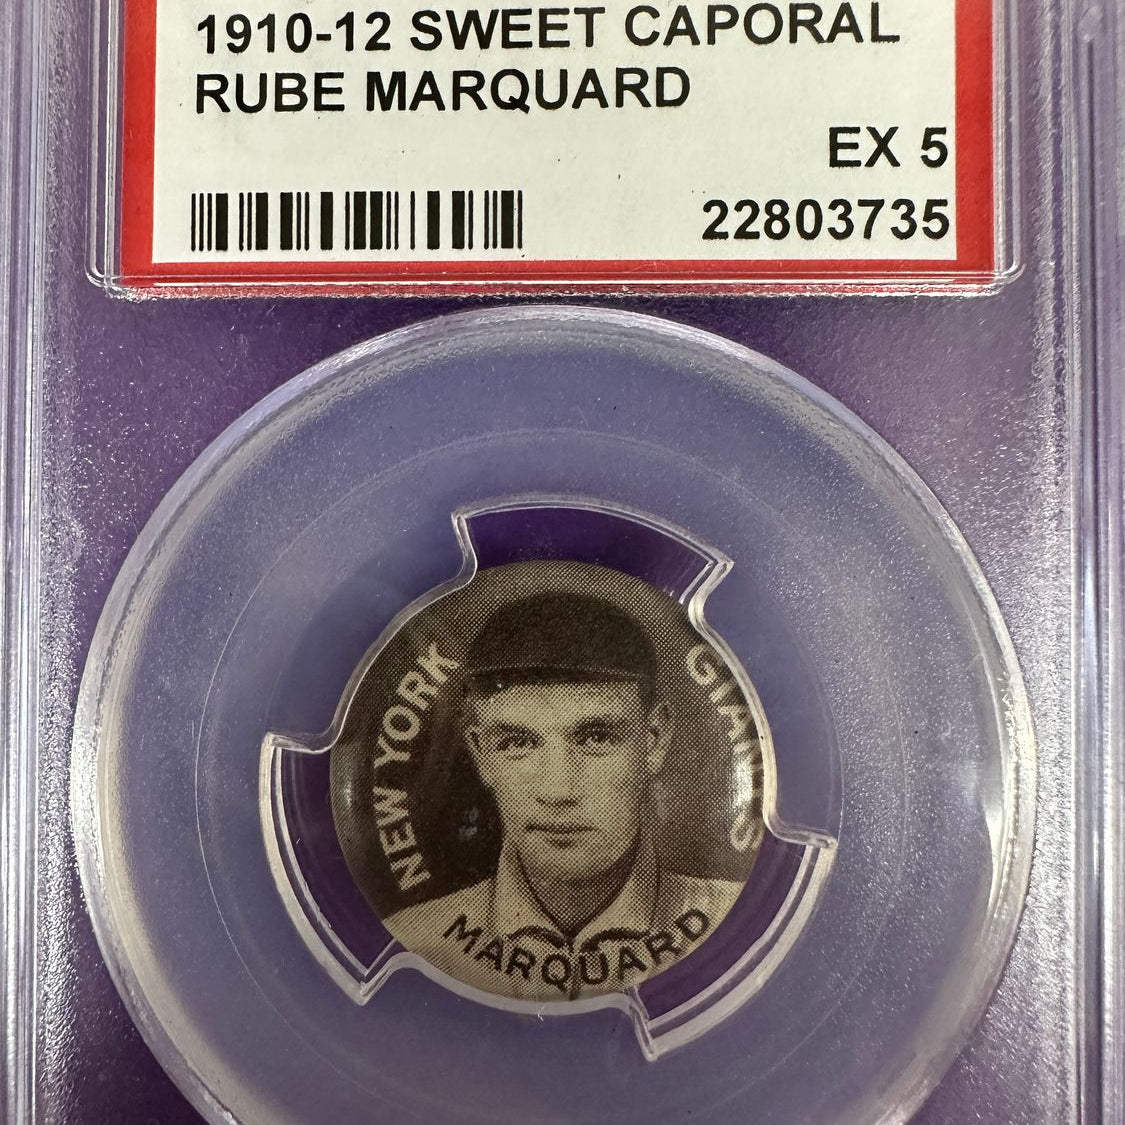 1910-12 SWEET CAPORAL
RUBE MARQUARD
EX 5
22803735
NEW YORK
GIANTS
MARQUARD